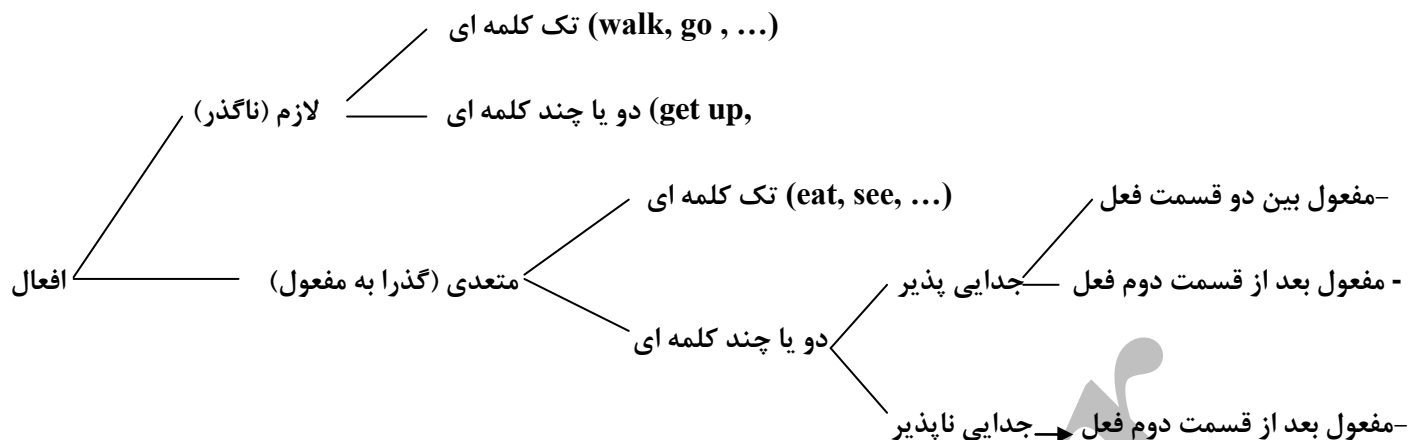 تک کلمه ای (walk, go , …)
لازم (ناگذر)
دو یا چند کلمه ای (get up,
تک کلمه ای (eat, see, …)
–مفعول بین دو قسمت فعل
افعال
متعدی (گذرا به مفعول)
جدایی پذیر
- مفعول بعد از قسمت دوم فعل
دو یا چند کلمه ای
جدایی ناپذیر
–مفعول بعد از قسمت دوم فعل